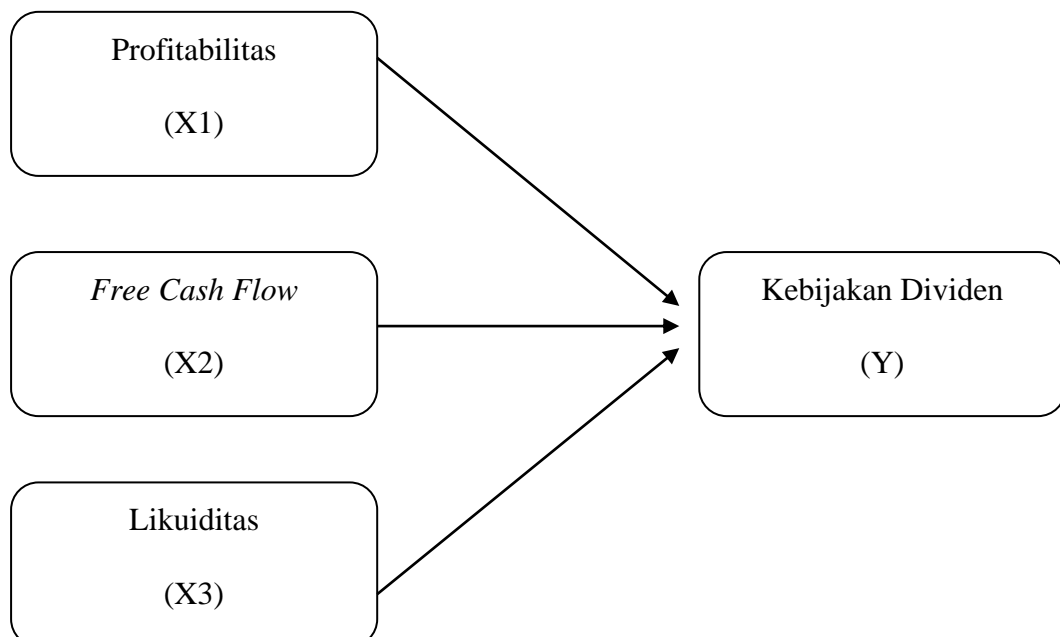 Profitabilitas
(X1)
Free Cash Flow
(X2)
Kebijakan Dividen
(Y)
Likuiditas
(X3)